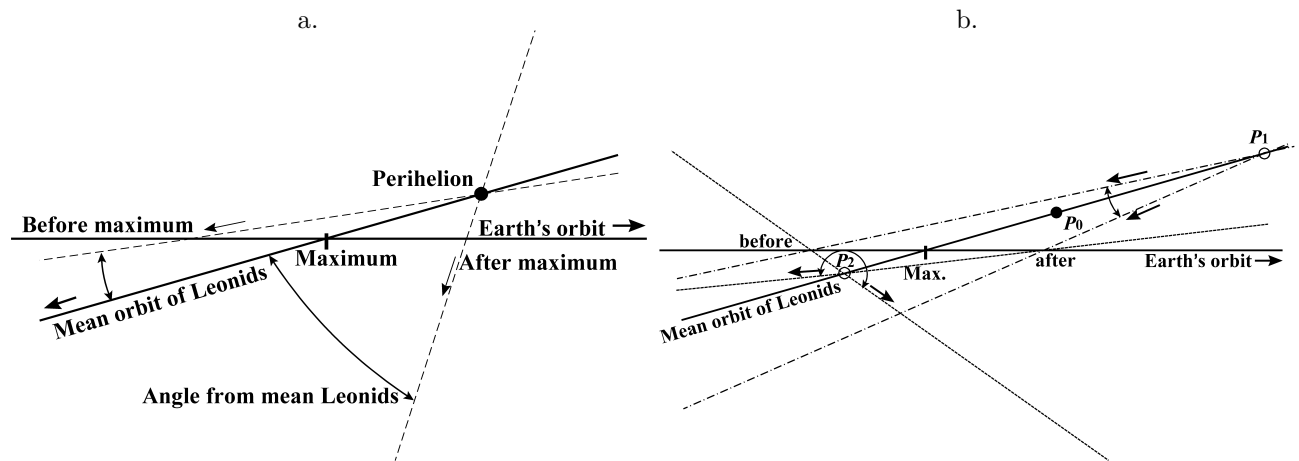 a.
Perihelion
Before maximum
Earth's orbit
Maximum
After maximum
Mean orbit of Leonids
Angle from mean Leonids
b.
P1
P0
before
P2
Max.
after
Earth's orbit
Mean orbit of Leonids